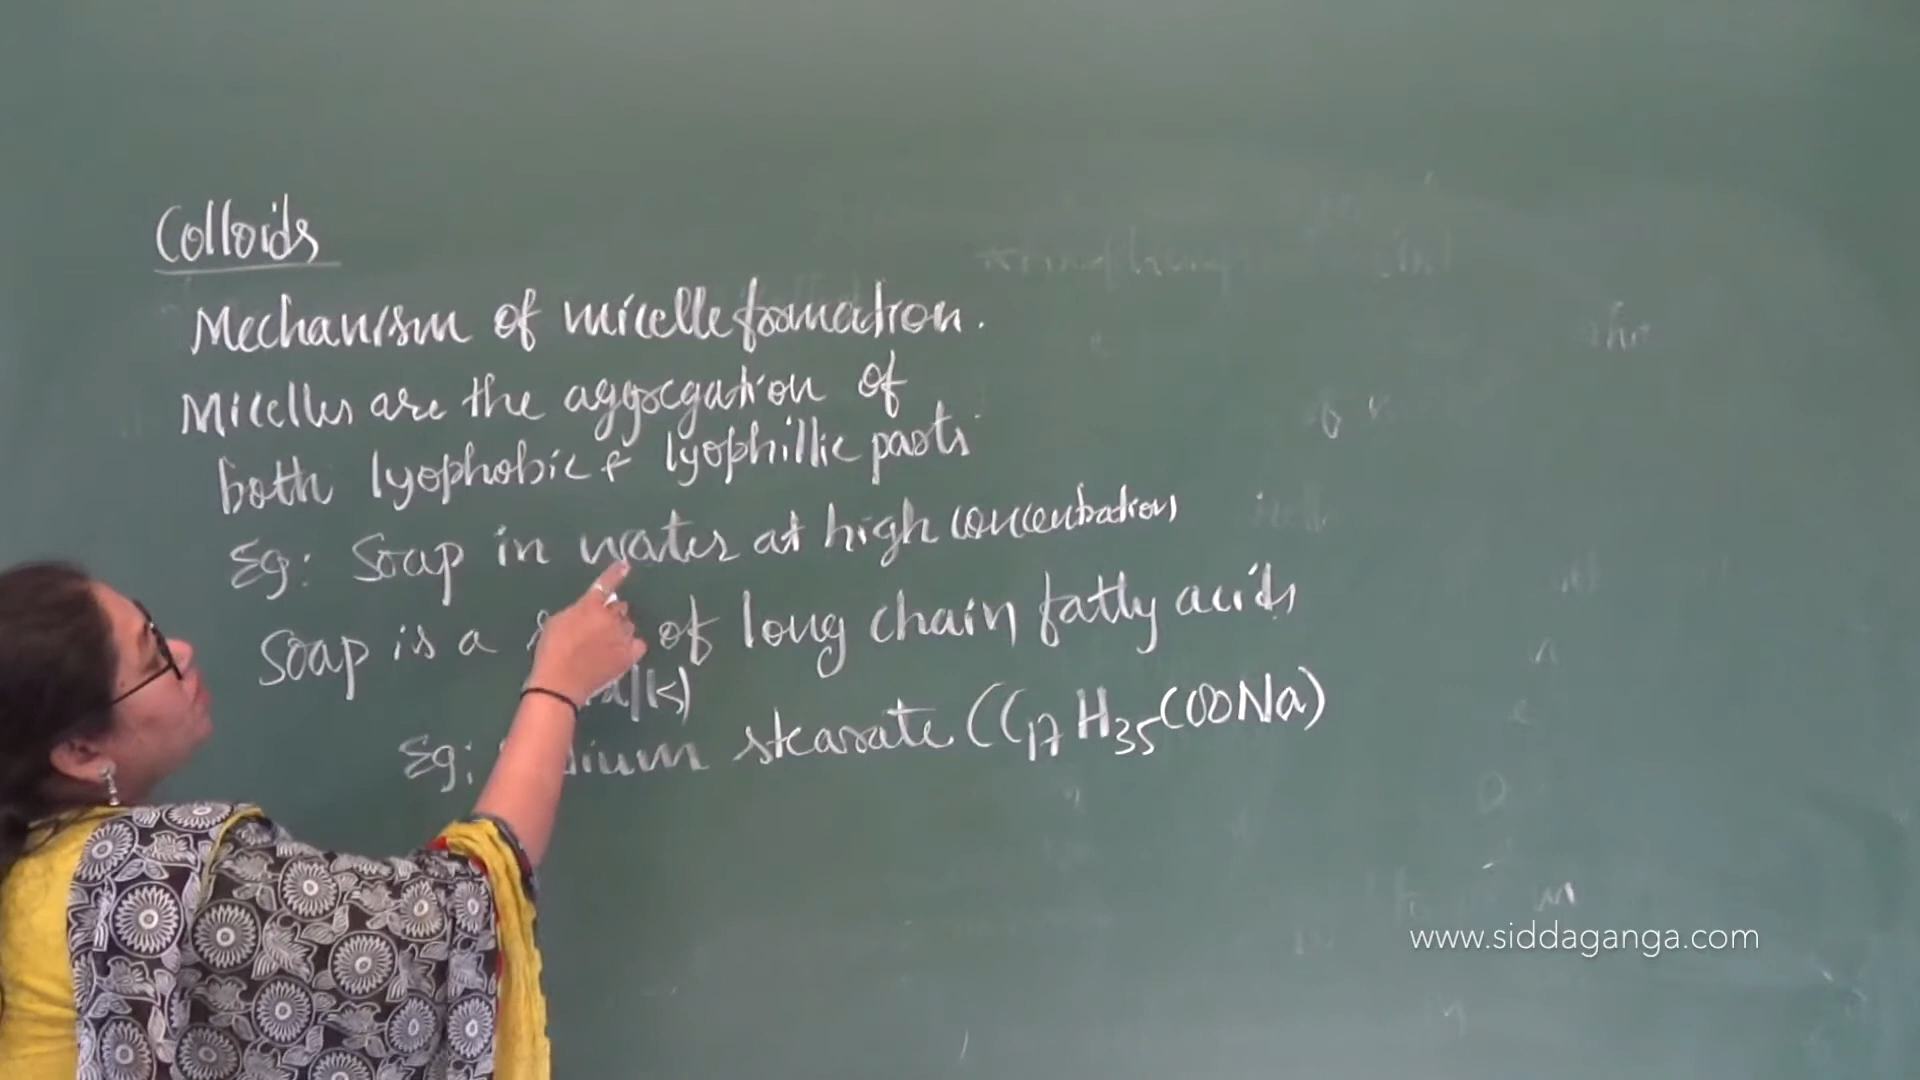 Colloids
Mechanism of micelle formation.
Micelles are the aggregation of
both lyophobic & lyophillic parts
Eg: Soap in water at high concentrations
Soap is a of long chain fatty acids
/K)
Eg: stearate (C17H35COONa)
www.siddaganga.com